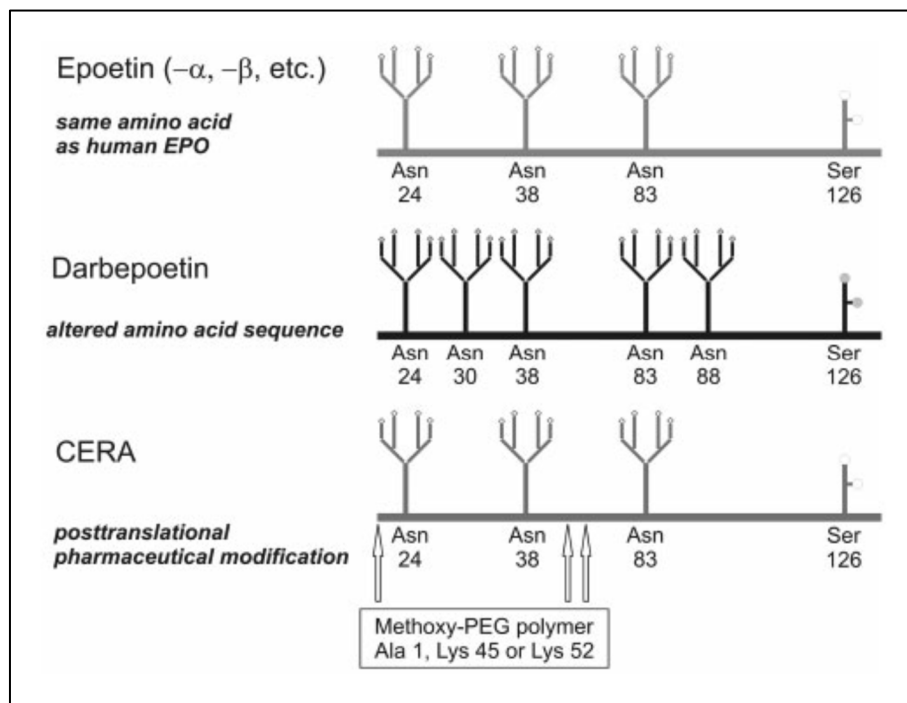 Epoetin (–α, –β, etc.)
same amino acid
as human EPO
Asn Asn Asn Ser
24 38 83 126
Darbepoetin
altered amino acid sequence
Asn Asn Asn Asn Asn Ser
24 30 38 83 88 126
CERA
posttranslational
pharmaceutical modification
Asn Asn Asn Ser
24 38 83 126
Methoxy-PEG polymer
Ala 1, Lys 45 or Lys 52